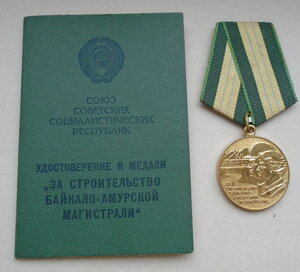 СОЮЗ
СОВЕТСКИХ
СОЦИАЛИСТИЧЕСКИХ
РЕСПУБЛИК
УДОСТОВЕРЕНИЕ К МЕДАЛИ
„ЗА СТРОИТЕЛЬСТВО
БАЙКАЛО-АМУРСКОЙ
МАГИСТРАЛИ“